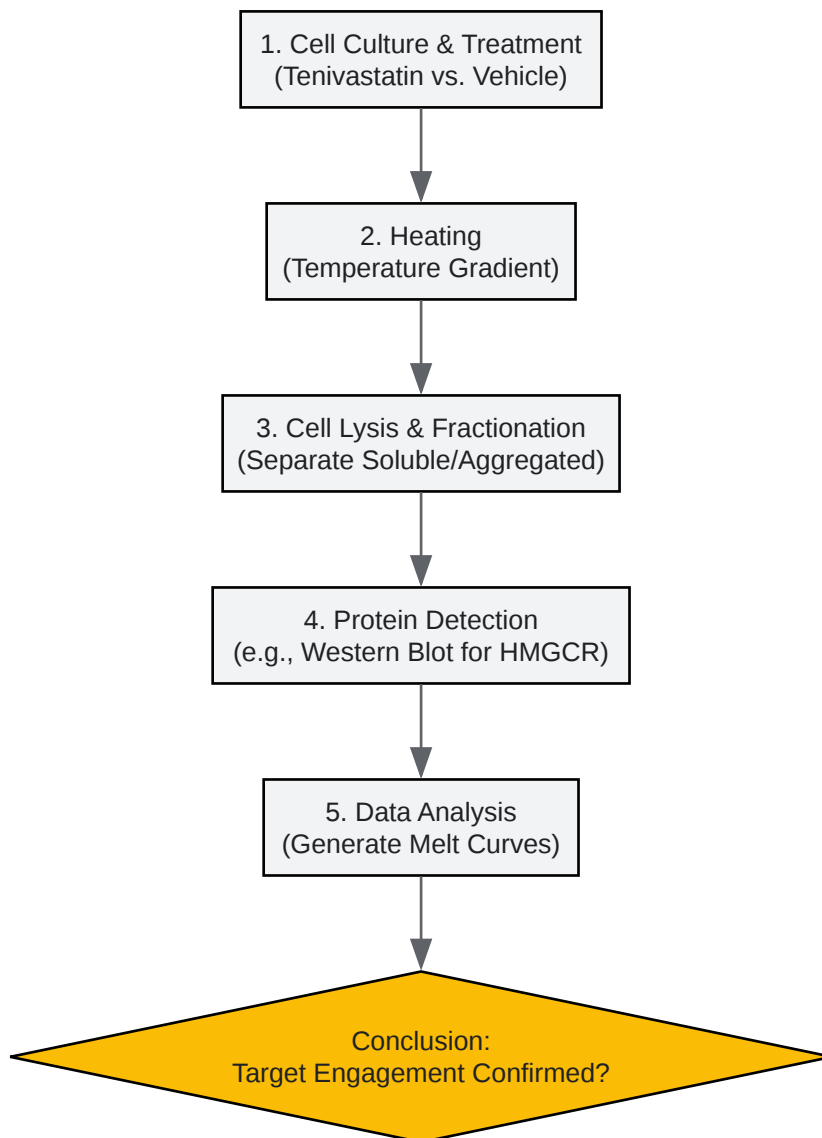 1. Cell Culture & Treatment
(Tenivastatin vs. Vehicle)
2. Heating
(Temperature Gradient)
3. Cell Lysis & Fractionation
(Separate Soluble/Aggregated)
4. Protein Detection
(e.g., Western Blot for HMGCR)
5. Data Analysis
(Generate Melt Curves)
Conclusion:
Target Engagement Confirmed?